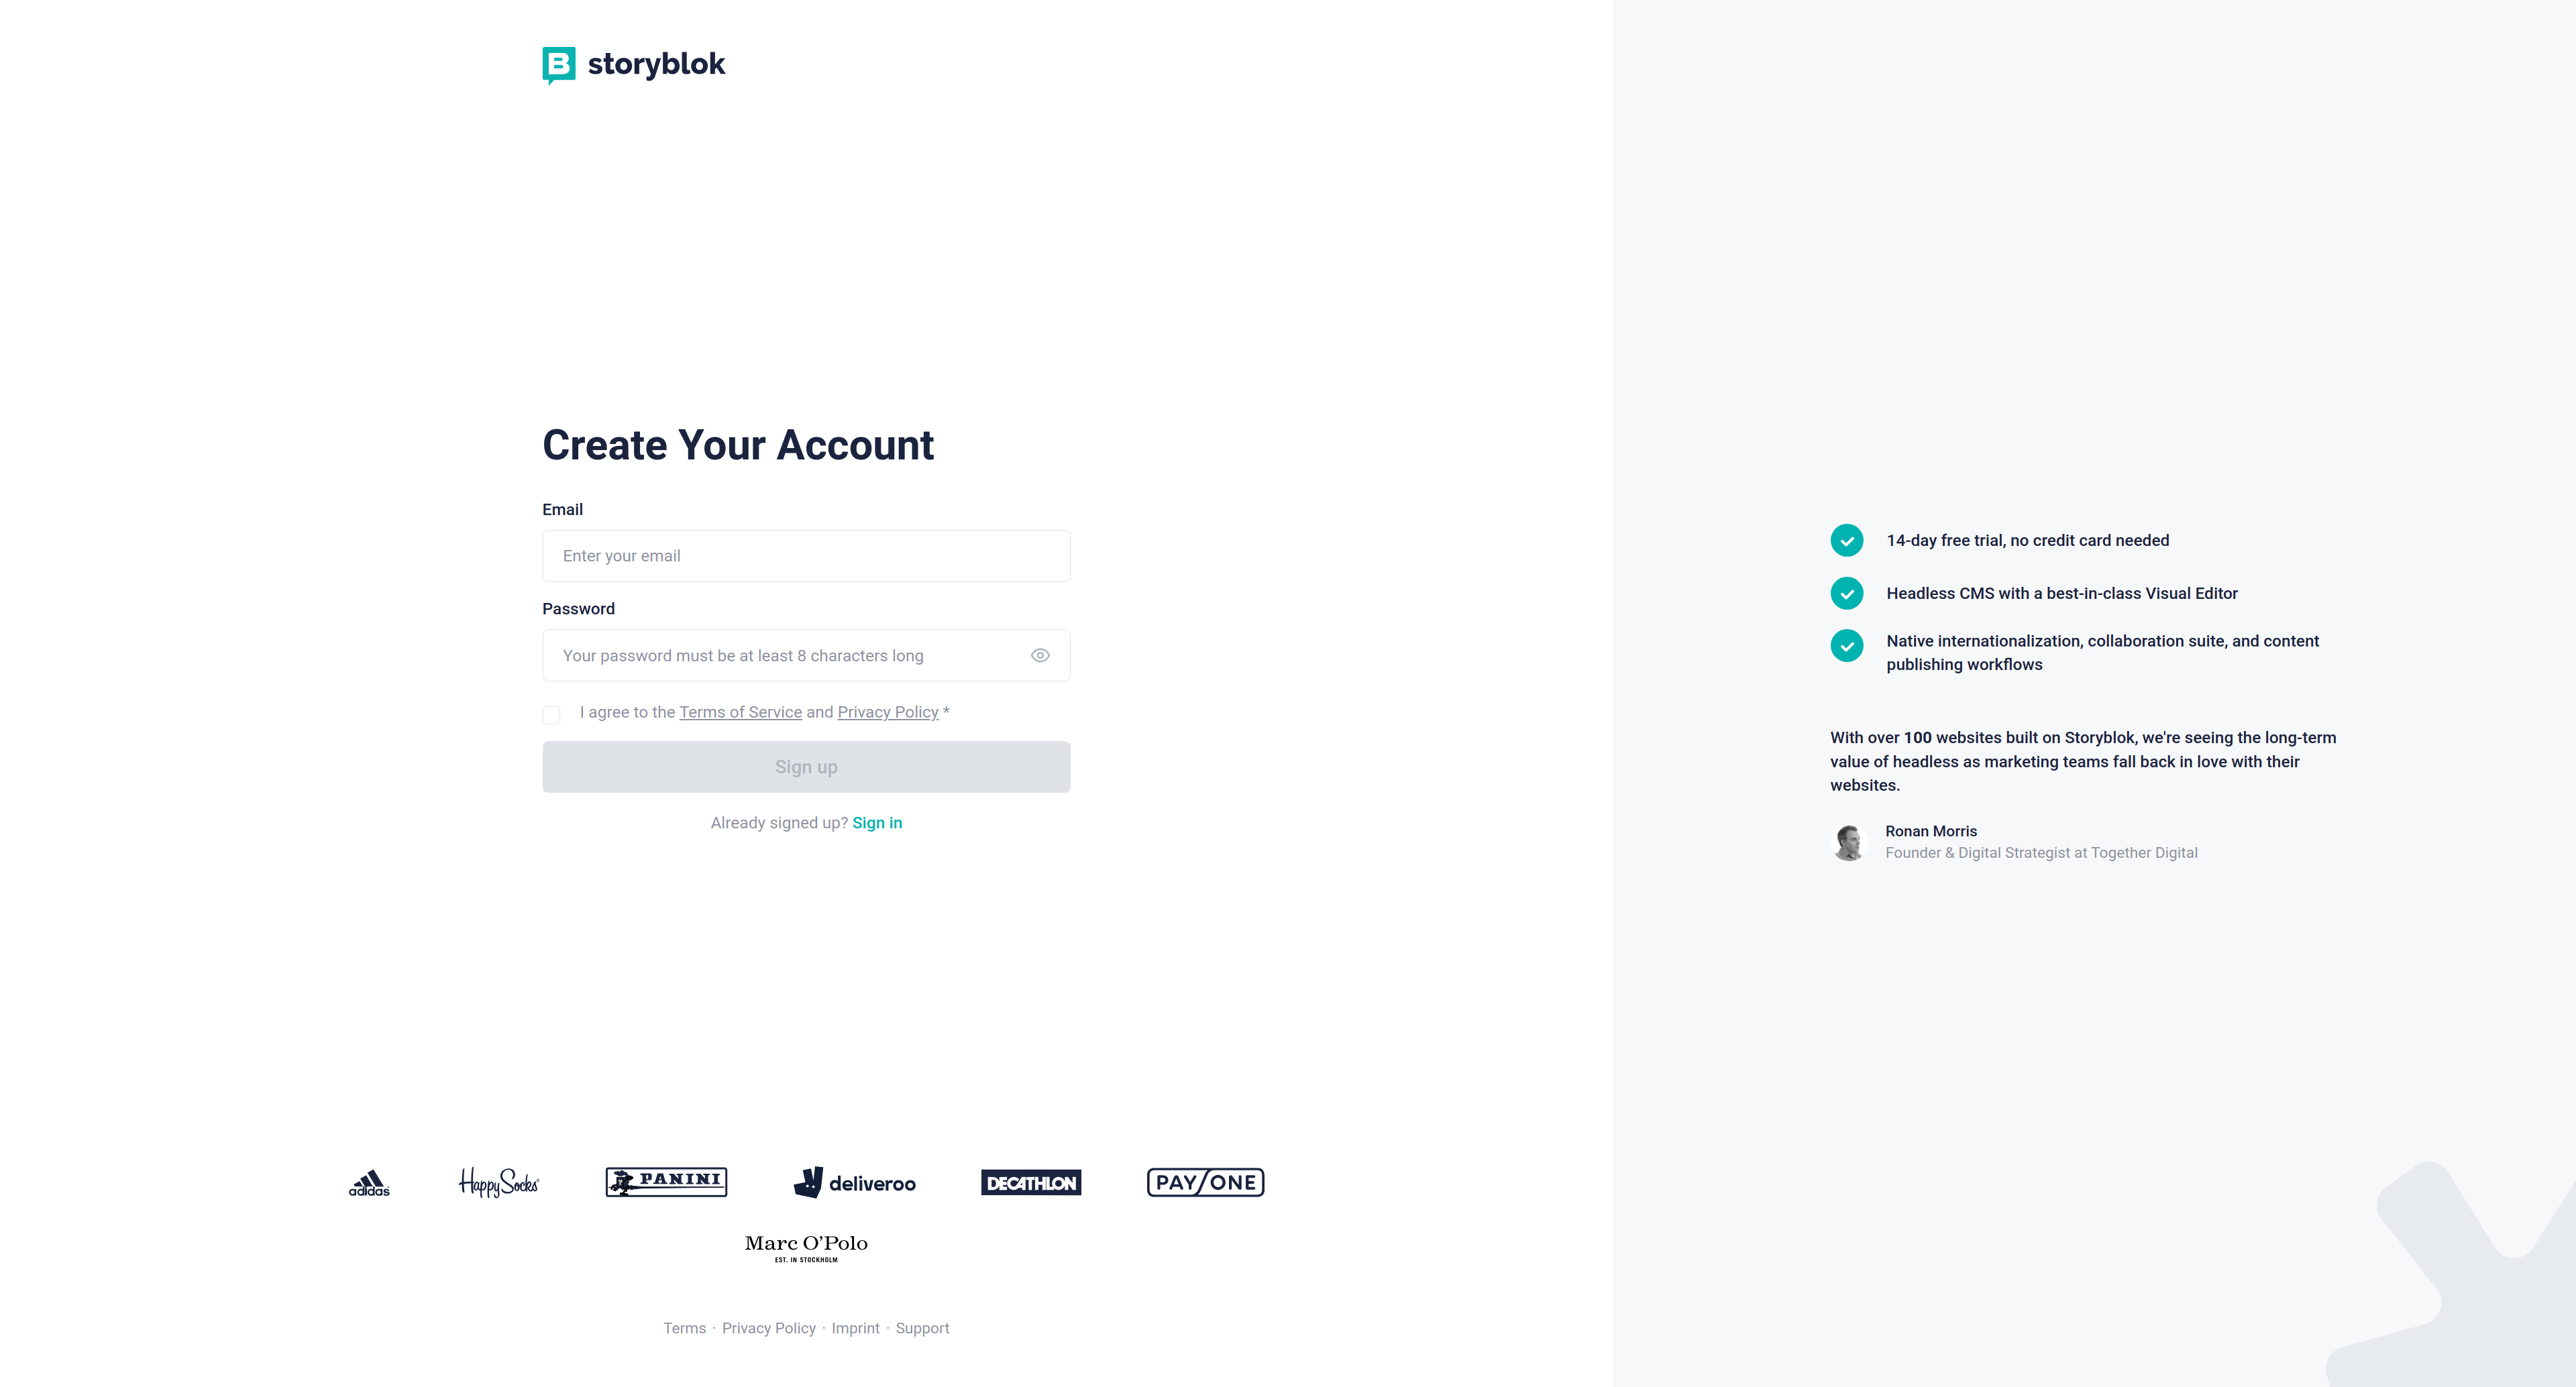 storyblok
Create Your Account
Email
Enter your email
Password
Your password must be at least 8 characters long
I agree to the Terms of Service and Privacy Policy *
Sign up
Already signed up? Sign in
adidas
Happy Socks
PANINI
deliveroo
DECATHLON
PAY/ONE
Marc O'Polo
EST. IN STOCKHOLM
Terms · Privacy Policy · Imprint · Support
14-day free trial, no credit card needed
Headless CMS with a best-in-class Visual Editor
Native internationalization, collaboration suite, and content
publishing workflows
With over 100 websites built on Storyblok, we're seeing the long-term
value of headless as marketing teams fall back in love with their
websites.
Ronan Morris
Founder & Digital Strategist at Together Digital